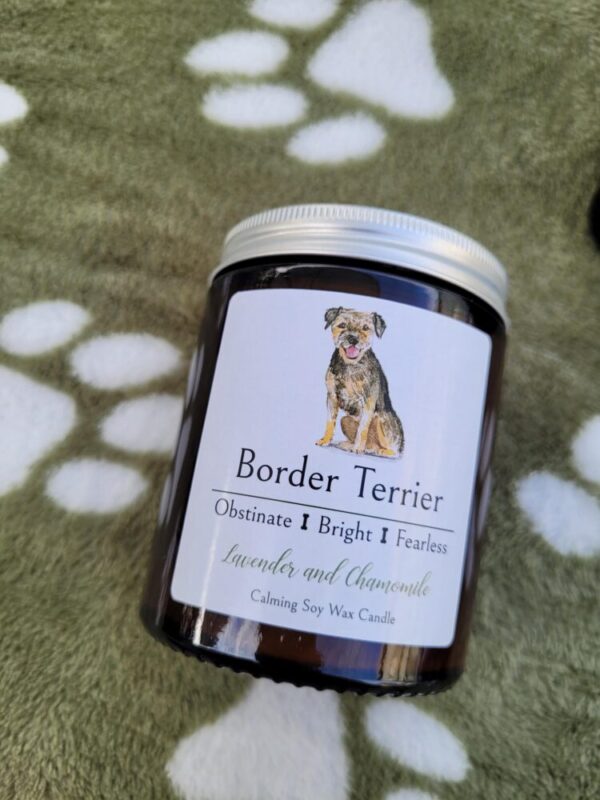 Border Terrier
Obstinate Bright Fearless
Lavender and Chamomile
Calming Soy Wax Candle